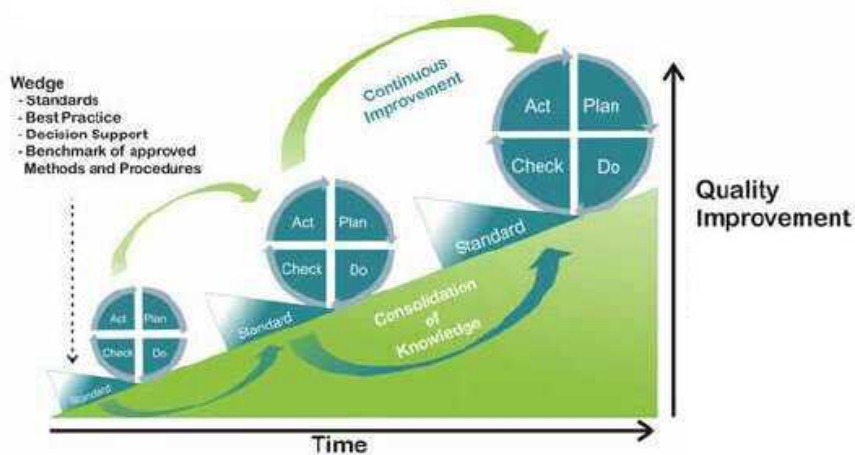 Wedge
- Standards
- Best Practice
- Decision Support
- Benchmark of approved
Methods and Procedures
Continuous
Improvement
Act Plan
Check Do
Standard
Act Plan
Check Do
Standard
Act Plan
Check Do
Standard
Consolidation
of
Knowledge
Quality
Improvement
Time